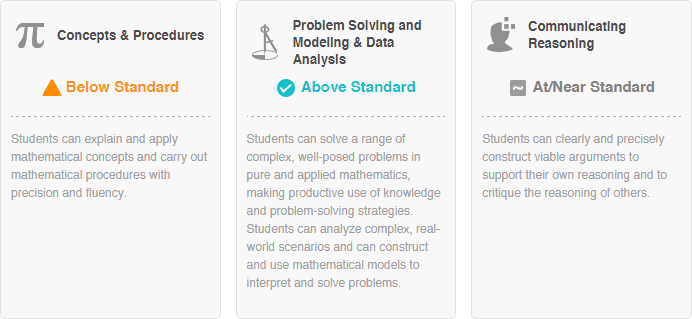 π
Concepts & Procedures
Below Standard
Students can explain and apply
mathematical concepts and carry out
mathematical procedures with
precision and fluency.
Problem Solving and
Modeling & Data
Analysis
Above Standard
Students can solve a range of
complex, well-posed problems in
pure and applied mathematics,
making productive use of knowledge
and problem-solving strategies.
Students can analyze complex, real-
world scenarios and can construct
and use mathematical models to
interpret and solve problems.
Communicating
Reasoning
At/Near Standard
Students can clearly and precisely
construct viable arguments to
support their own reasoning and to
critique the reasoning of others.